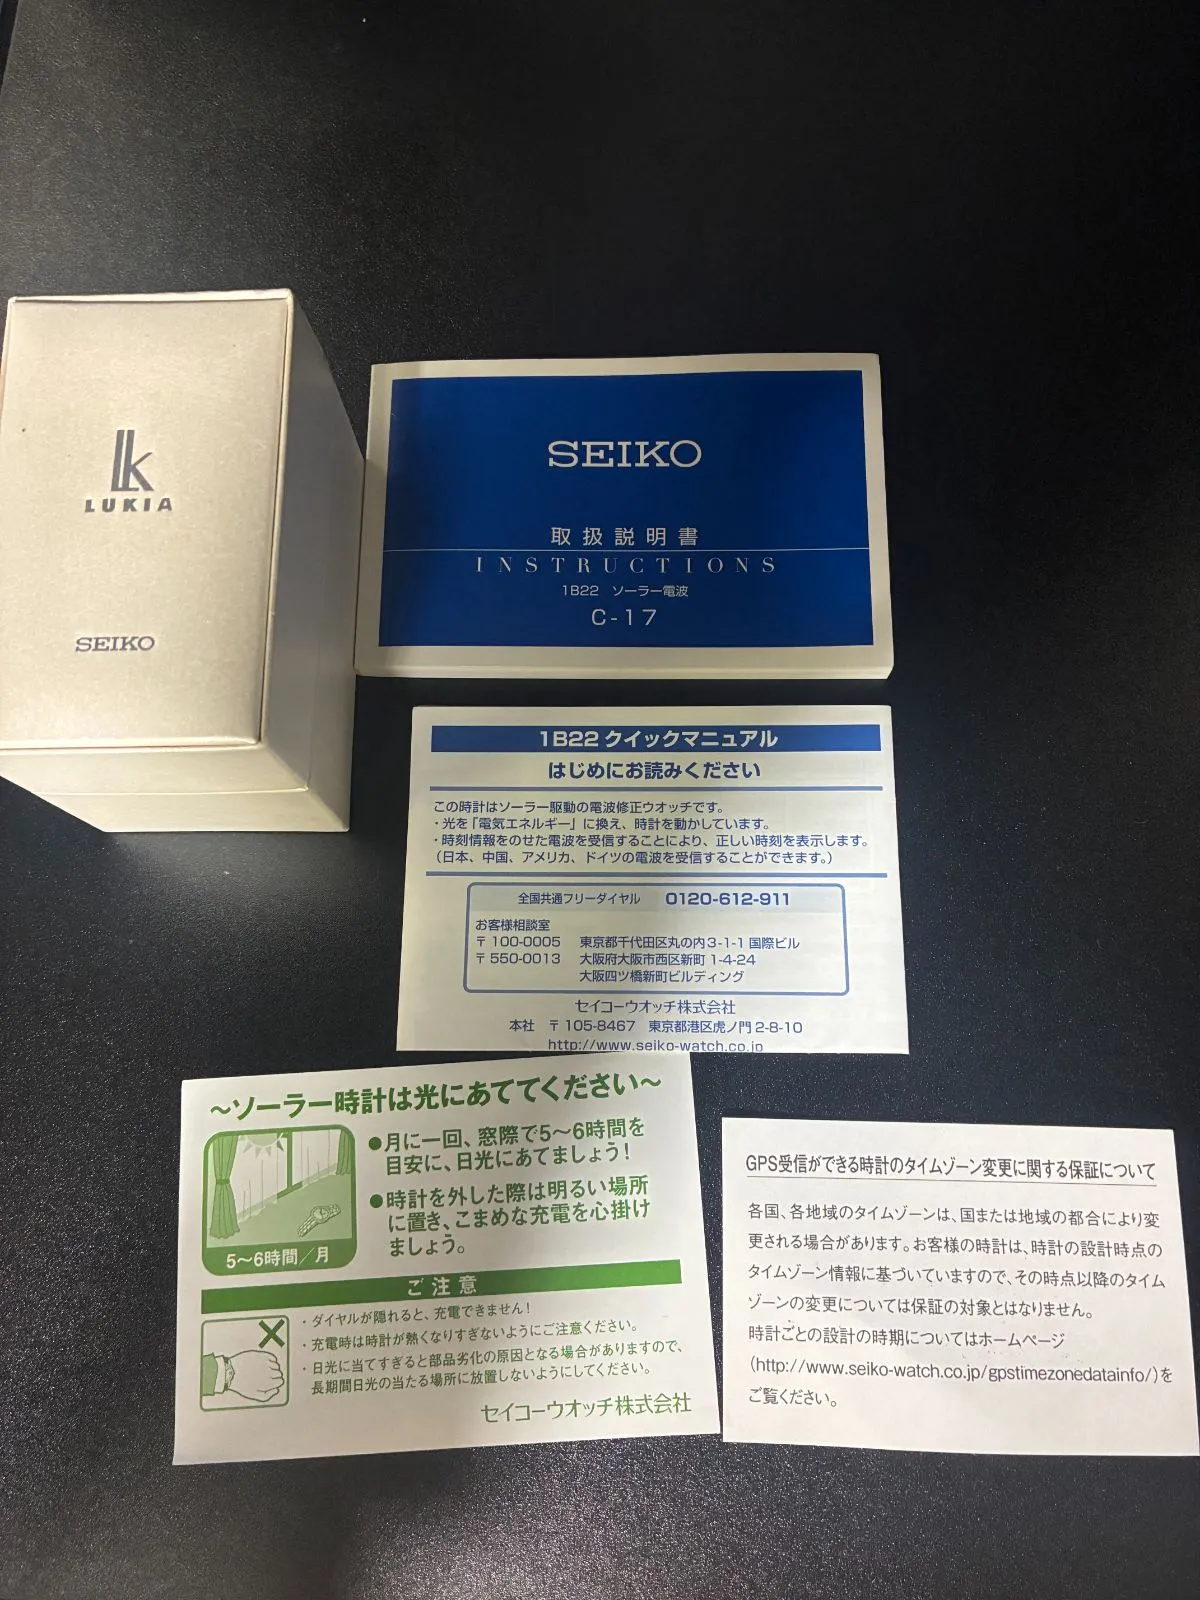 lk
LUKIA
SEIKO
SEIKO
取扱説明書
INSTRUCTIONS
1B22 ソーラー電波
C-17
1B22 クイックマニュアル
はじめにお読みください
この時計はソーラー駆動の電波修正ウオッチです。
・光を「電気エネルギー」に換え、時計を動かしています。
・時刻情報をのせた電波を受信することにより、正しい時刻を表示します。
（日本、中国、アメリカ、ドイツの電波を受信することができます。）
全国共通フリーダイヤル 0120-612-911
お客様相談室
〒100-0005 東京都千代田区丸の内3-1-1 国際ビル
〒550-0013 大阪府大阪市西区新町 1-4-24
大阪四ツ橋新町ビルディング
セイコーウオッチ株式会社
本社 〒105-8467 東京都港区虎ノ門 2-8-10
http://www.seiko-watch.co.jp
～ソーラー時計は光にあててください～
●月に一回、窓際で5～6時間を
目安に、日光にあてましょう！
●時計を外した際は明るい場所
に置き、こまめな充電を心掛け
ましょう。
5～6時間／月
ご注意
・ダイヤルが隠れると、充電できません！
・充電時は時計が熱くなりすぎないようにご注意ください。
・日光に当てすぎると部品劣化の原因となる場合がありますので、
長期間日光の当たる場所に放置しないようにしてください。
セイコーウオッチ株式会社
GPS受信ができる時計のタイムゾーン変更に関する保証について
各国、各地域のタイムゾーンは、国または地域の都合により変
更される場合があります。お客様の時計は、時計の設計時点の
タイムゾーン情報に基づいていますので、その時点以降のタイム
ゾーンの変更については保証の対象とはなりません。
時計ごとの設計の時期についてはホームページ
（http://www.seiko-watch.co.jp/gpstimezonedatainfo/）を
ご覧ください。